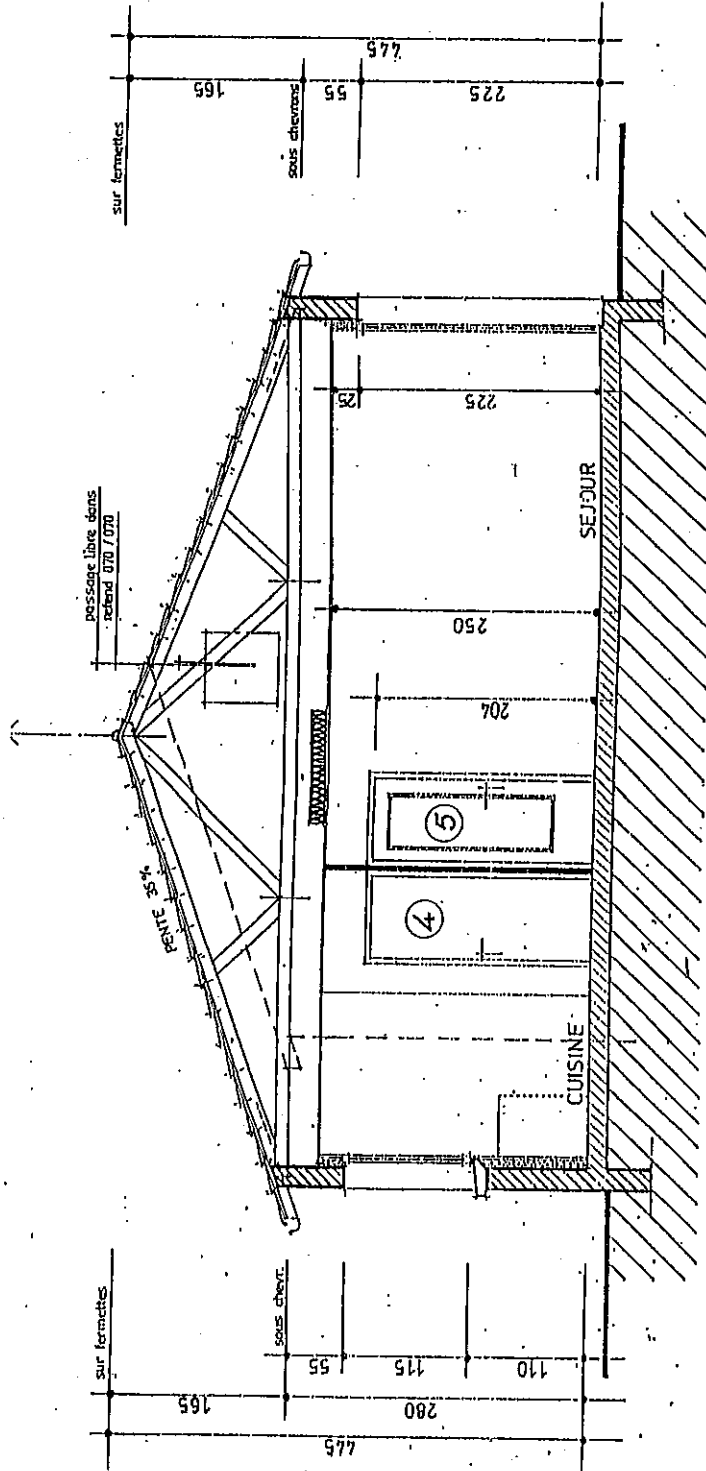 sur fermettes
165
445
sous chevrons
55
225
passage libre dans
refend 070 / 070
PENTE 35%
25
225
250
204
SEJOUR
5
4
CUISINE
sur fermettes
165
445
sous chevr.
55
280
115
110